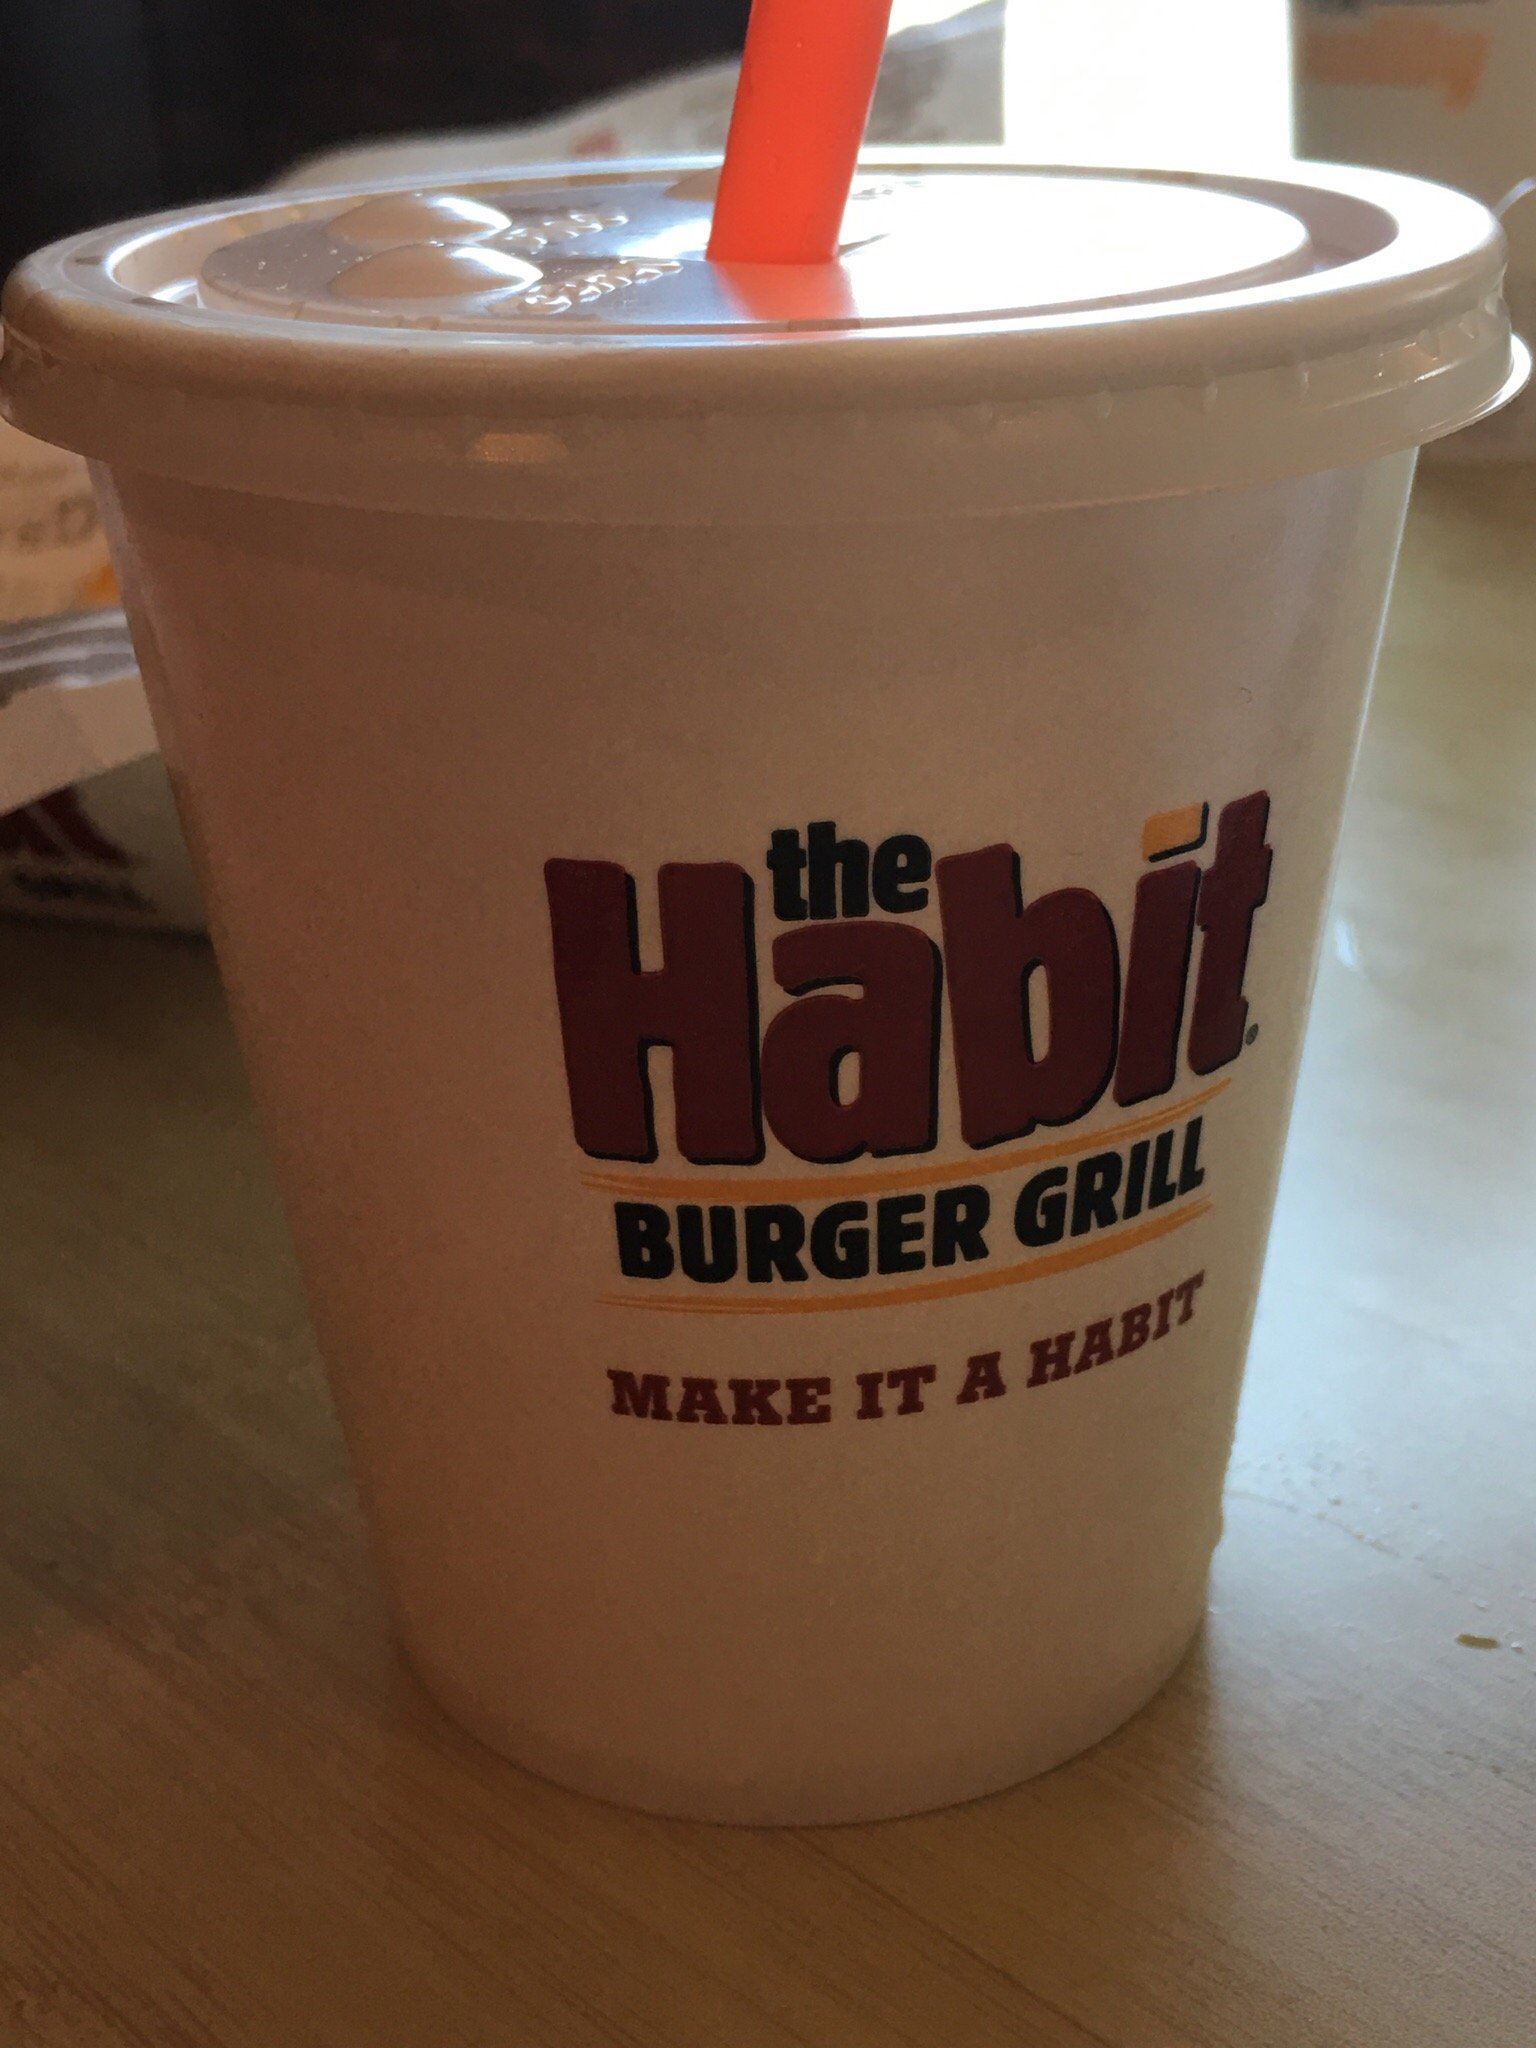 the
Habit
BURGER GRILL
MAKE IT A HABIT